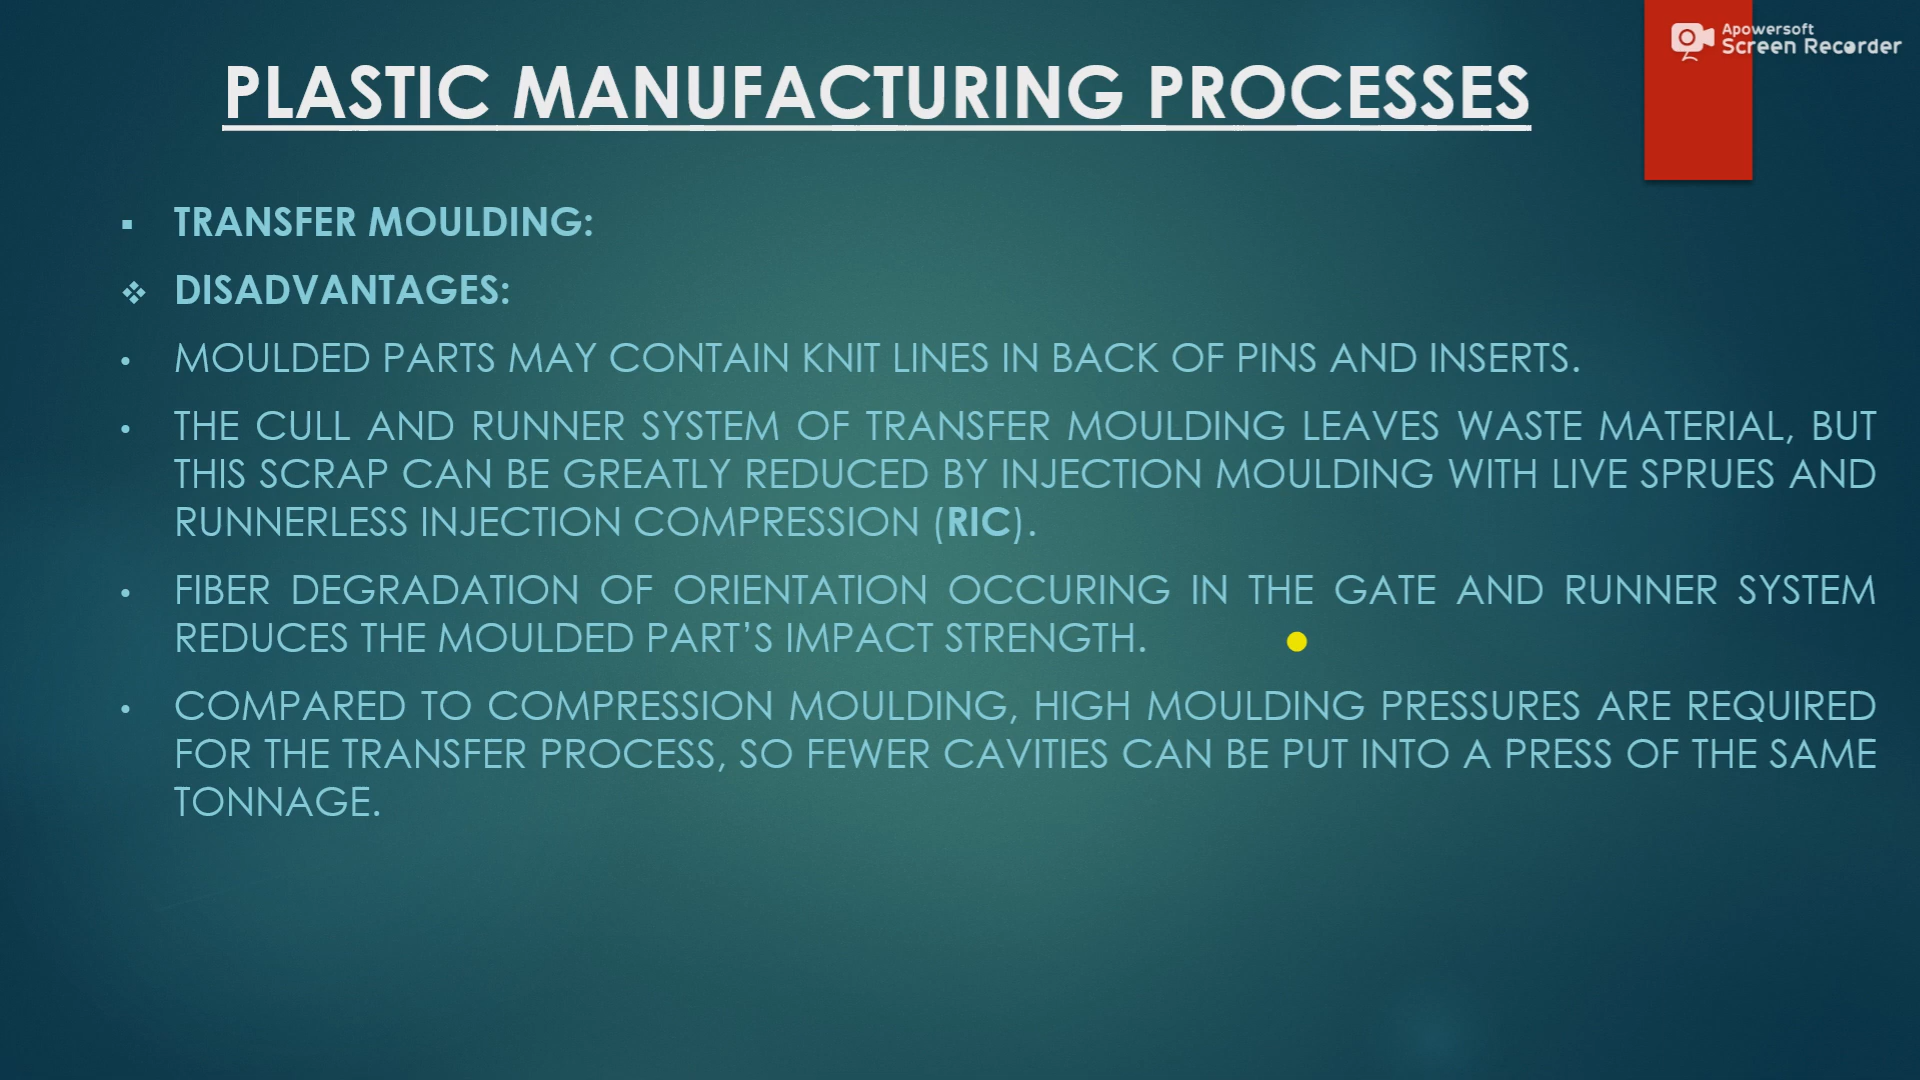 Apowersoft
Screen Recorder
PLASTIC MANUFACTURING PROCESSES
▪ TRANSFER MOULDING:
❖ DISADVANTAGES:
• MOULDED PARTS MAY CONTAIN KNIT LINES IN BACK OF PINS AND INSERTS.
• THE CULL AND RUNNER SYSTEM OF TRANSFER MOULDING LEAVES WASTE MATERIAL, BUT
THIS SCRAP CAN BE GREATLY REDUCED BY INJECTION MOULDING WITH LIVE SPRUES AND
RUNNERLESS INJECTION COMPRESSION (RIC).
• FIBER DEGRADATION OF ORIENTATION OCCURING IN THE GATE AND RUNNER SYSTEM
REDUCES THE MOULDED PART’S IMPACT STRENGTH.
• COMPARED TO COMPRESSION MOULDING, HIGH MOULDING PRESSURES ARE REQUIRED
FOR THE TRANSFER PROCESS, SO FEWER CAVITIES CAN BE PUT INTO A PRESS OF THE SAME
TONNAGE.